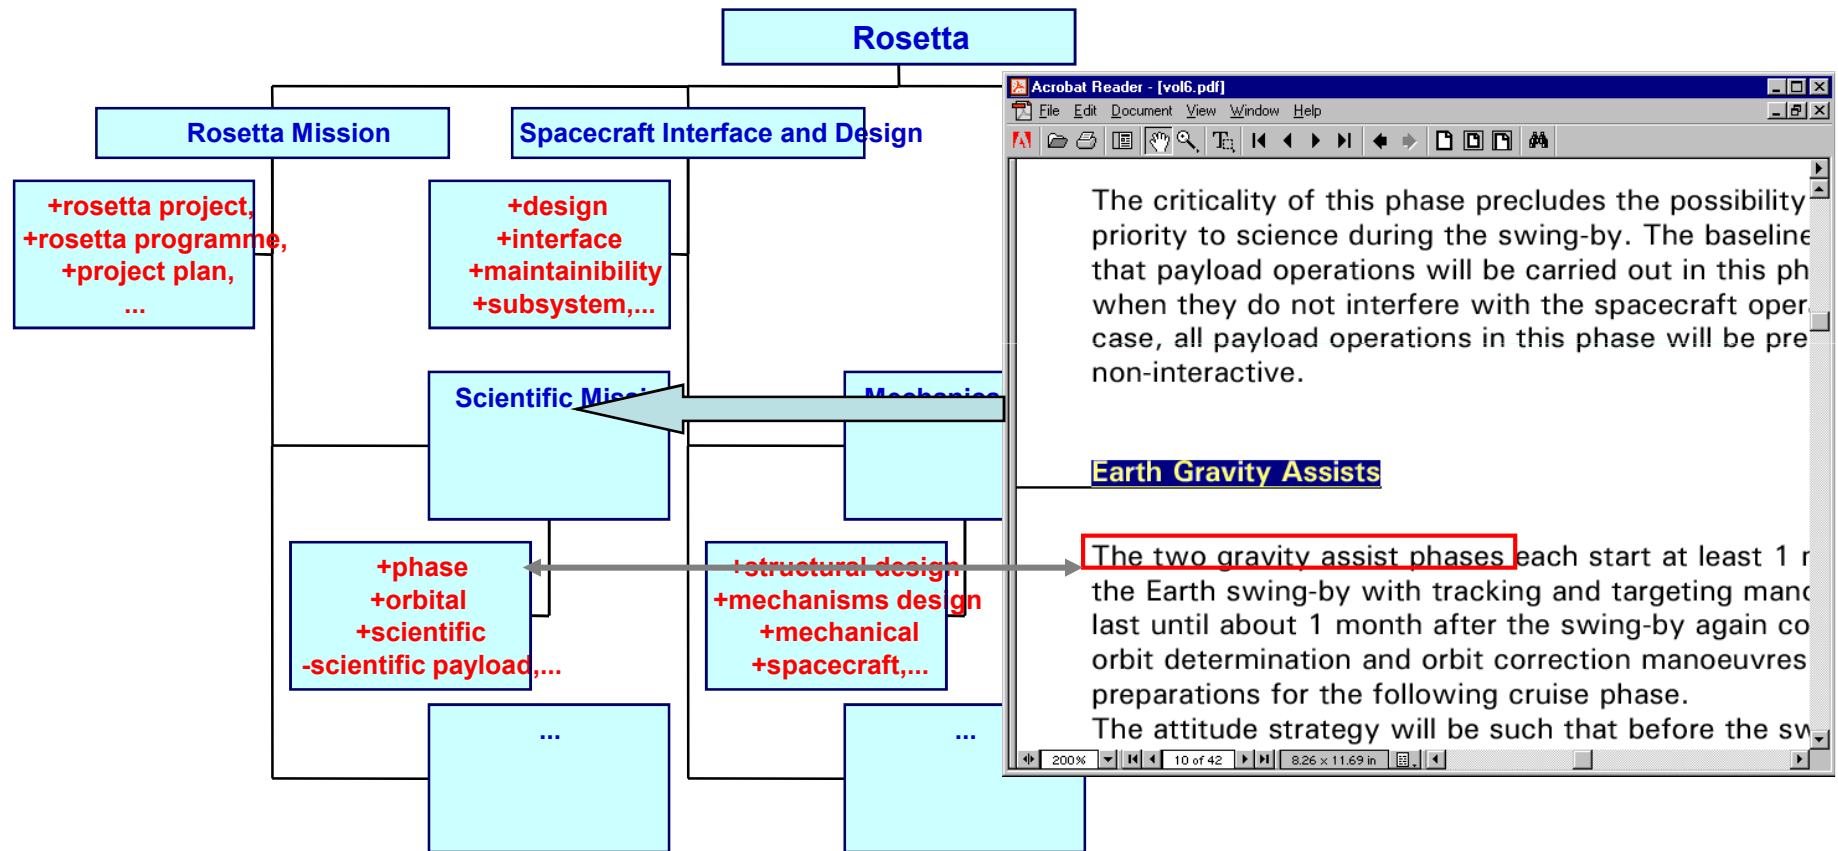 Rosetta
Rosetta Mission
Spacecraft Interface and Design
+rosetta project,
+rosetta programme,
+project plan,
...
+design
+interface
+maintainibility
+subsystem,...
Scientific
+phase
+orbital
+scientific
-scientific payload,...
+structural design
+mechanisms design
+mechanical
+spacecraft,...
...
...
Acrobat Reader - [vol6.pdf]
File Edit Document View Window Help
The criticality of this phase precludes the possibility
priority to science during the swing-by. The baseline
that payload operations will be carried out in this ph
when they do not interfere with the spacecraft oper
case, all payload operations in this phase will be pre
non-interactive.
Earth Gravity Assists
The two gravity assist phases each start at least 1
the Earth swing-by with tracking and targeting mano
last until about 1 month after the swing-by again co
orbit determination and orbit correction manoeuvres
preparations for the following cruise phase.
The attitude strategy will be such that before the sw
200% 10 of 42 8.26 x 11.69 in